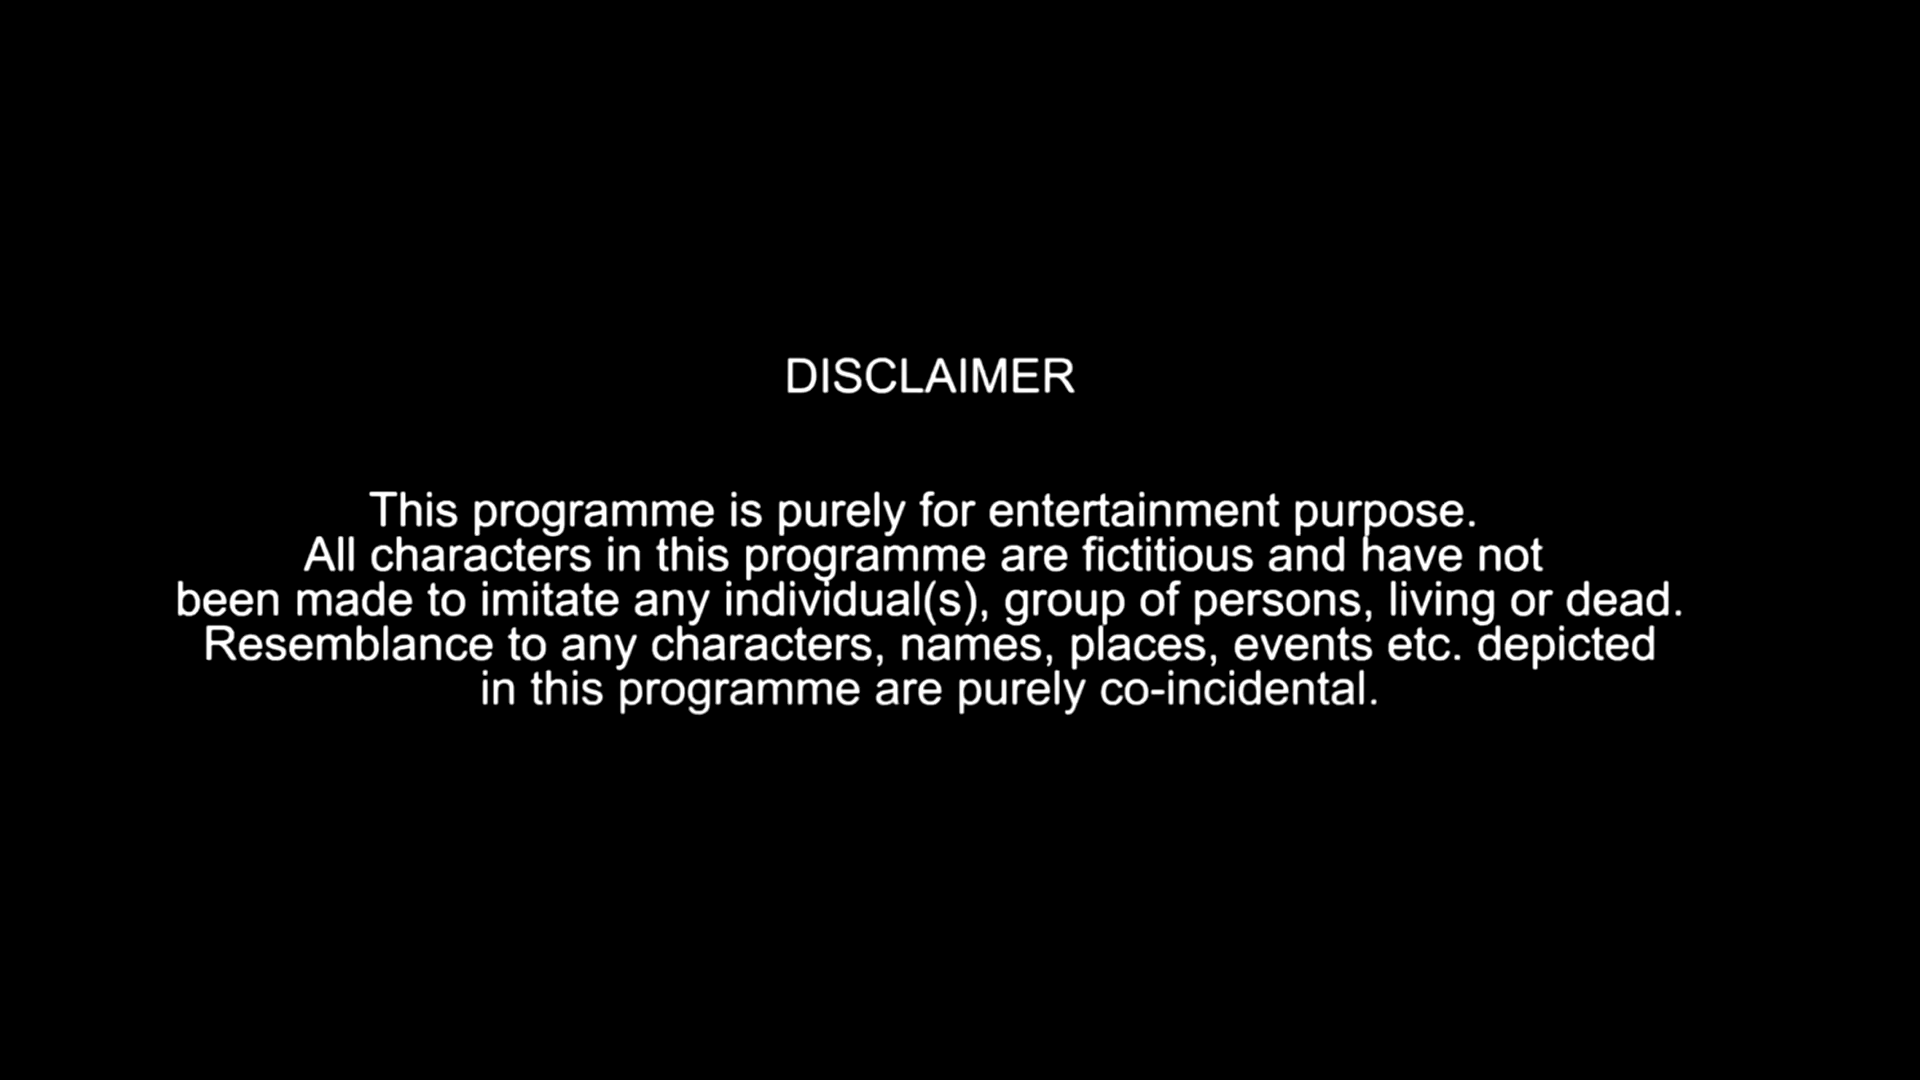 DISCLAIMER
This programme is purely for entertainment purpose.
All characters in this programme are fictitious and have not
been made to imitate any individual(s), group of persons, living or dead.
Resemblance to any characters, names, places, events etc. depicted
in this programme are purely co-incidental.